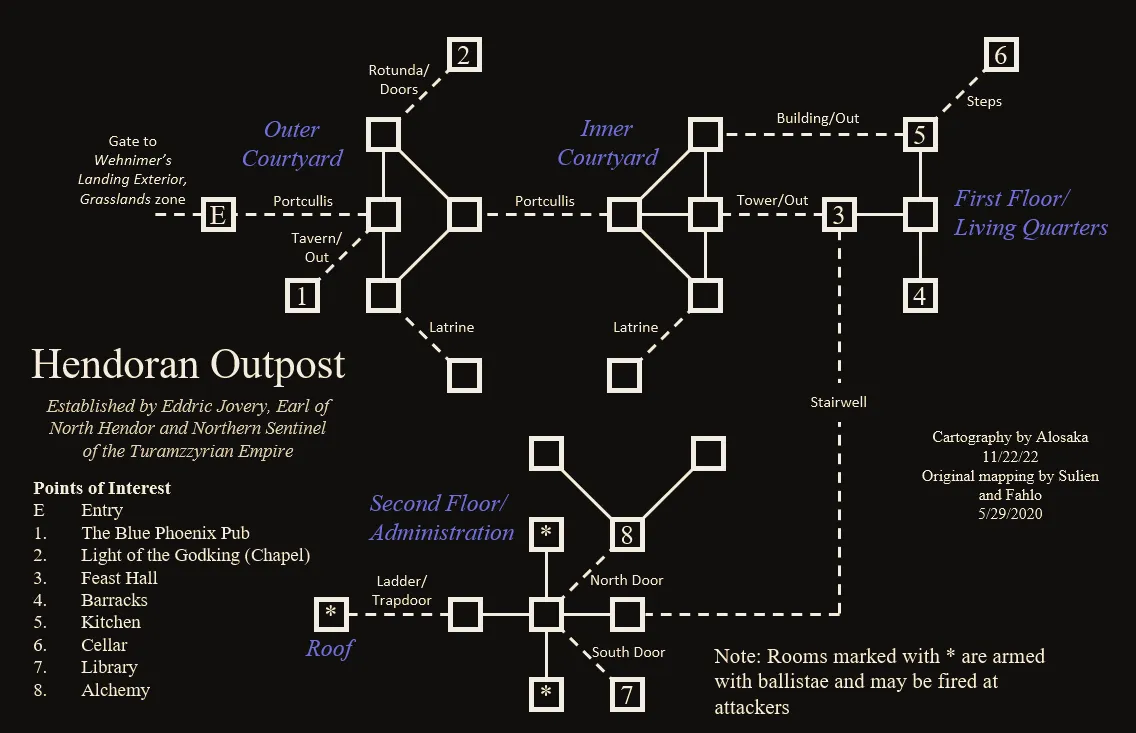 2
6
Rotunda/
Doors
Steps
Outer
Courtyard
Inner
Courtyard
Building/Out
5
Gate to
Wehnimer's
Landing Exterior,
Grasslands zone
E
Portcullis
Portcullis
Tower/Out
3
First Floor/
Living Quarters
Tavern/
Out
1
4
Latrine
Latrine
Hendoran Outpost
Established by Eddric Jovery, Earl of
North Hendor and Northern Sentinel
of the Turamzzyrian Empire
Stairwell
Cartography by Alosaka
11/22/22
Original mapping by Sulien
and Fahlo
5/29/2020
Points of Interest
E Entry
1. The Blue Phoenix Pub
2. Light of the Godking (Chapel)
3. Feast Hall
4. Barracks
5. Kitchen
6. Cellar
7. Library
8. Alchemy
Second Floor/
Administration
*
8
North Door
Ladder/
Trapdoor
*
Roof
South Door
*
7
Note: Rooms marked with * are armed
with ballistae and may be fired at
attackers